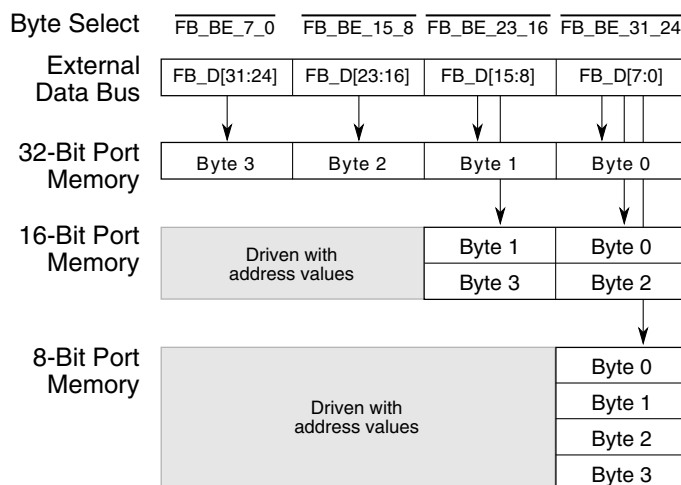 Byte Select FB_BE_7_0 FB_BE_15_8 FB_BE_23_16 FB_BE_31_24
External
Data Bus
FB_D[31:24] FB_D[23:16] FB_D[15:8] FB_D[7:0]
32-Bit Port
Memory
Byte 3 Byte 2 Byte 1 Byte 0
16-Bit Port
Memory
Driven with
address values
Byte 1 Byte 0
Byte 3 Byte 2
8-Bit Port
Memory
Driven with
address values
Byte 0
Byte 1
Byte 2
Byte 3